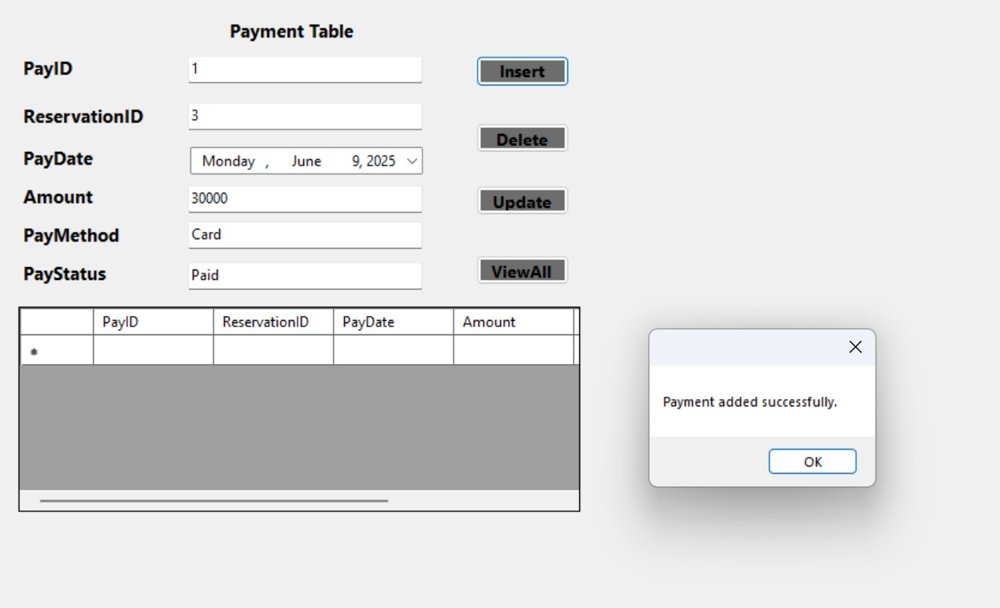 Payment Table
PayID 1 Insert
ReservationID 3
Delete
PayDate Monday , June 9, 2025
Amount 30000 Update
PayMethod Card
PayStatus Paid ViewAll
PayID ReservationID PayDate Amount
Payment added successfully.
OK